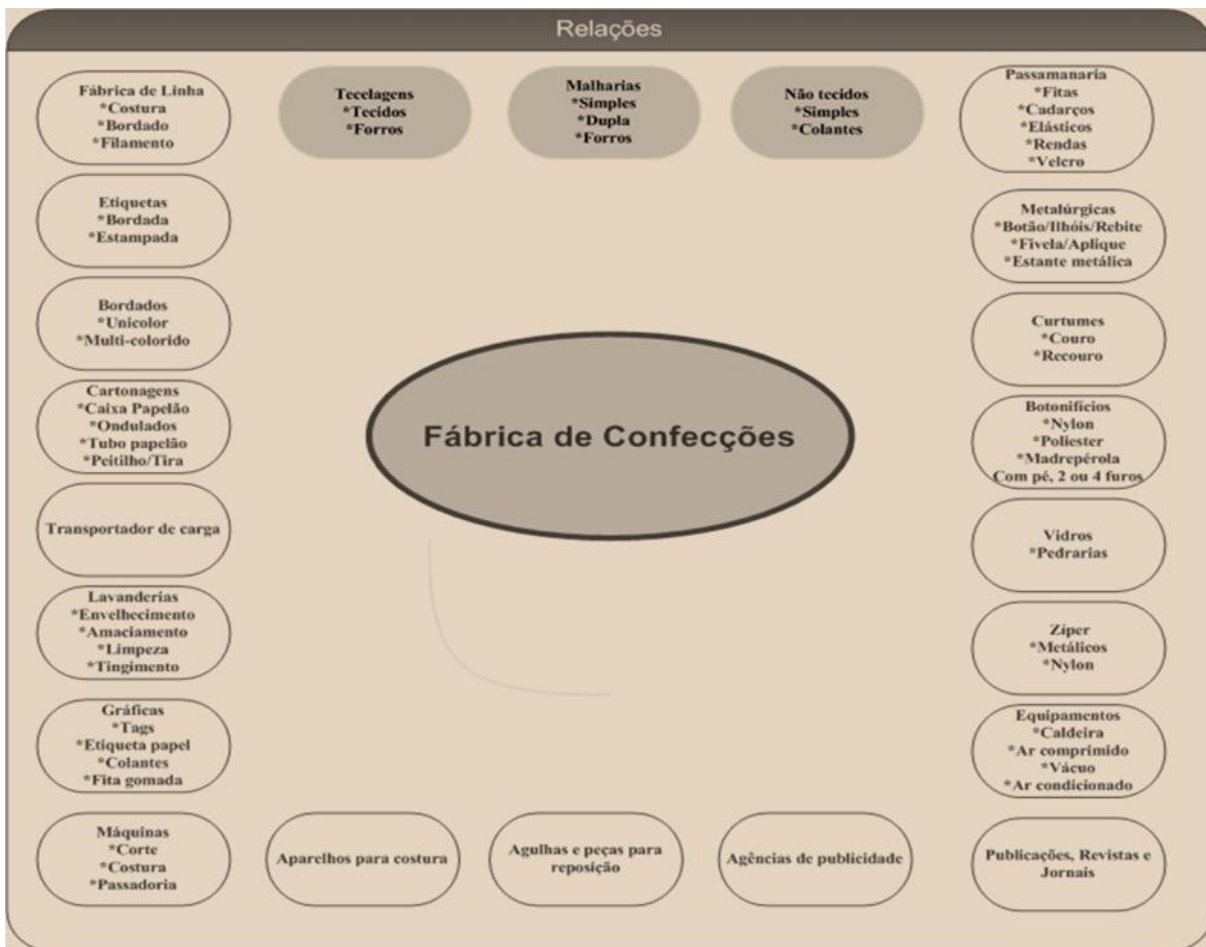 Relações
Fábrica de Linha
*Costura
*Bordado
*Filamento
Tecelagens
*Tecidos
*Forros
Malharias
*Simples
*Dupla
*Forros
Não tecidos
*Simples
*Colantes
Passamanaria
*Fitas
*Cadarços
*Elásticos
*Rendas
*Velcro
Etiquetas
*Bordada
*Estampada
Metalúrgicas
*Botão/Ilhóis/Rebite
*Fivela/Aplique
*Estante metálica
Bordados
*Unicolor
*Multi-colorido
Curtumes
*Couro
*Recouro
Cartonagens
*Caixa Papelão
*Ondulados
*Tubo papelão
*Peitilho/Tira
Fábrica de Confecções
Botonifícios
*Nylon
*Poliester
*Madrepérola
Com pé, 2 ou 4 furos
Transportador de carga
Vidros
*Pedrarias
Lavanderias
*Envelhecimento
*Amaciamento
*Limpeza
*Tingimento
Zíper
*Metálicos
*Nylon
Gráficas
*Tags
*Etiqueta papel
*Colantes
*Fita gomada
Equipamentos
*Caldeira
*Ar comprimido
*Vácuo
*Ar condicionado
Máquinas
*Corte
*Costura
*Passadoria
Aparelhos para costura
Agulhas e peças para
reposição
Agências de publicidade
Publicações, Revistas e
Jornais